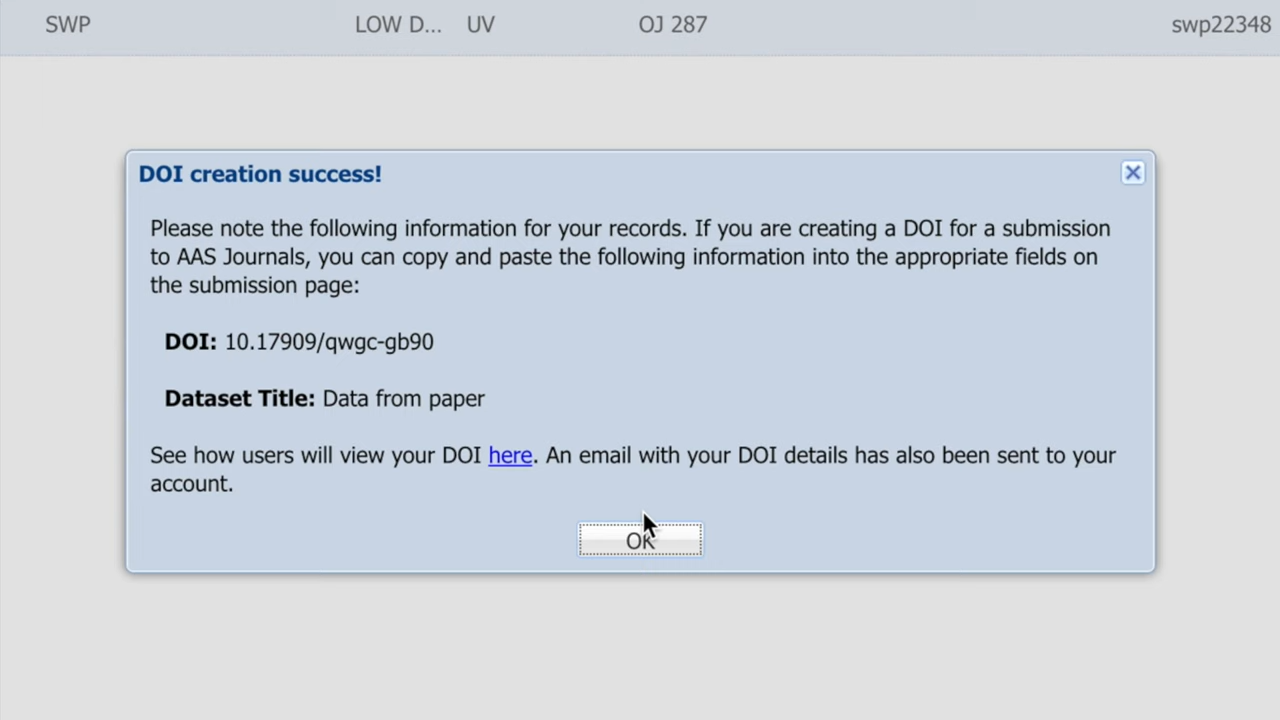 SWP LOW D... UV OJ 287 swp22348
DOI creation success!
Please note the following information for your records. If you are creating a DOI for a submission
to AAS Journals, you can copy and paste the following information into the appropriate fields on
the submission page:
DOI: 10.17909/qwgc-gb90
Dataset Title: Data from paper
See how users will view your DOI here. An email with your DOI details has also been sent to your
account.
OK